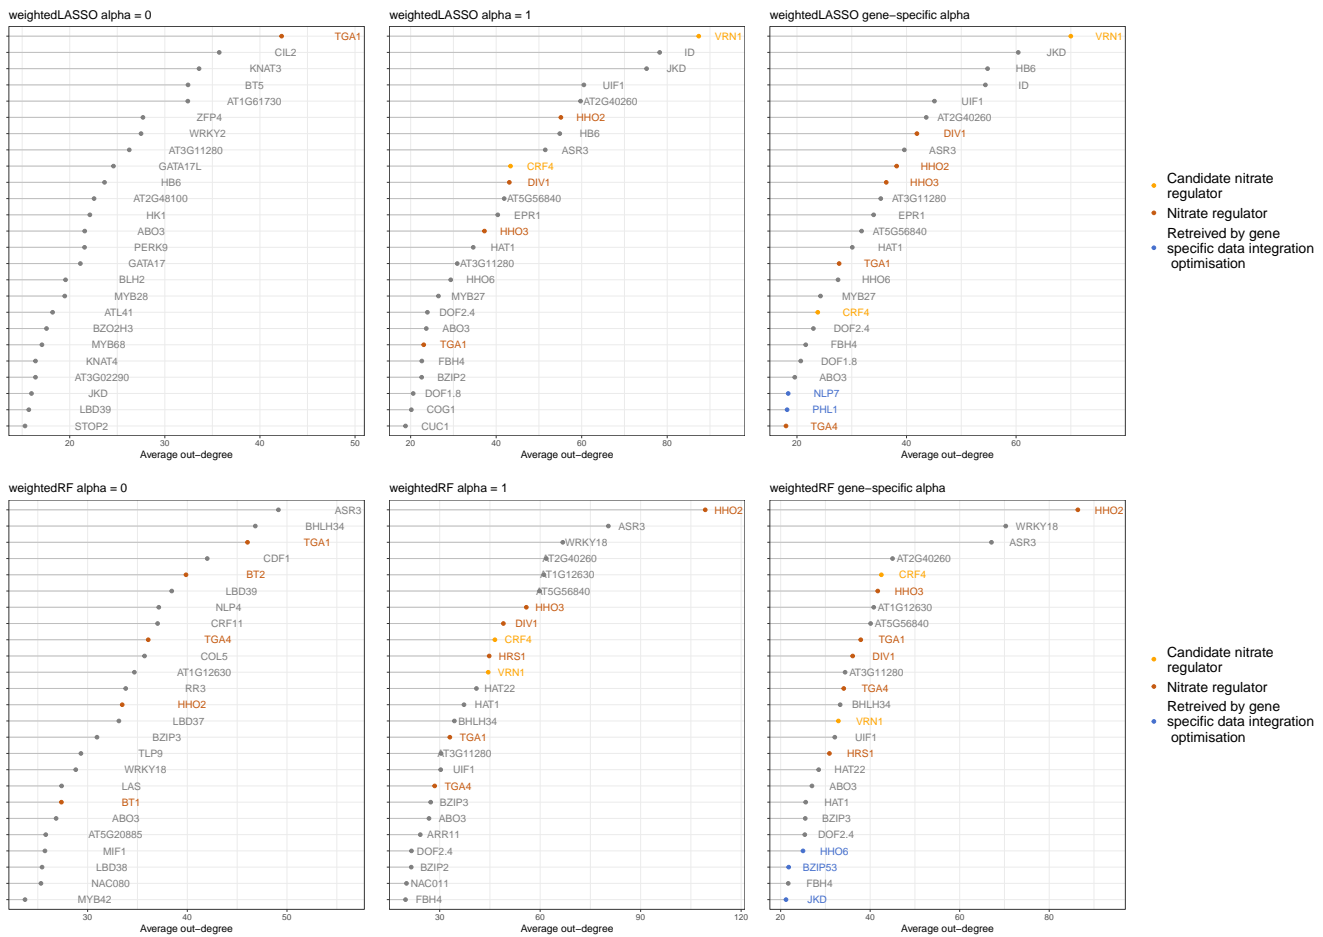 weightedLASSO alpha = 0
TGA1
CIL2
KNAT3
BT5
AT1G61730
ZFP4
WRKY2
AT3G11280
GATA17L
HB6
AT2G48100
HK1
ABO3
PERK9
GATA17
BLH2
MYB28
ATL41
BZO2H3
MYB68
KNAT4
AT3G02290
JKD
LBD39
STOP2
20 30 40 50
Average out−degree
weightedLASSO alpha = 1
VRN1
ID
JKD
UIF1
AT2G40260
HHO2
HB6
ASR3
CRF4
DIV1
AT5G56840
EPR1
HHO3
HAT1
AT3G11280
HHO6
MYB27
DOF2.4
ABO3
TGA1
FBH4
BZIP2
DOF1.8
COG1
CUC1
20 40 60 80
Average out−degree
weightedLASSO gene−specific alpha
VRN1
JKD
HB6
ID
UIF1
AT2G40260
DIV1
ASR3
HHO2
HHO3
AT3G11280
EPR1
AT5G56840
HAT1
TGA1
HHO6
MYB27
CRF4
DOF2.4
FBH4
DOF1.8
ABO3
NLP7
PHL1
TGA4
20 40 60
Average out−degree
Candidate nitrate
regulator
Nitrate regulator
Retreived by gene
specific data integration
optimisation
weightedRF alpha = 0
ASR3
BHLH34
TGA1
CDF1
BT2
LBD39
NLP4
CRF11
TGA4
COL5
AT1G12630
RR3
HHO2
LBD37
BZIP3
TLP9
WRKY18
LAS
BT1
ABO3
AT5G20885
MIF1
LBD38
NAC080
MYB42
30 50
Average out−degree
weightedRF alpha = 1
HHO2
ASR3
WRKY18
AT2G40260
AT1G12630
AT5G56840
HHO3
DIV1
CRF4
HRS1
VRN1
HAT22
HAT1
BHLH34
TGA1
AT3G11280
UIF1
TGA4
BZIP3
ABO3
ARR11
DOF2.4
BZIP2
NAC011
FBH4
30 60 90 120
Average out−degree
weightedRF gene−specific alpha
HHO2
WRKY18
ASR3
AT2G40260
CRF4
HHO3
AT1G12630
AT5G56840
TGA1
DIV1
AT3G11280
TGA4
BHLH34
VRN1
UIF1
HRS1
HAT22
ABO3
HAT1
BZIP3
DOF2.4
HHO6
BZIP53
FBH4
JKD
20 40 60 80
Average out−degree
Candidate nitrate
regulator
Nitrate regulator
Retreived by gene
specific data integration
optimisation